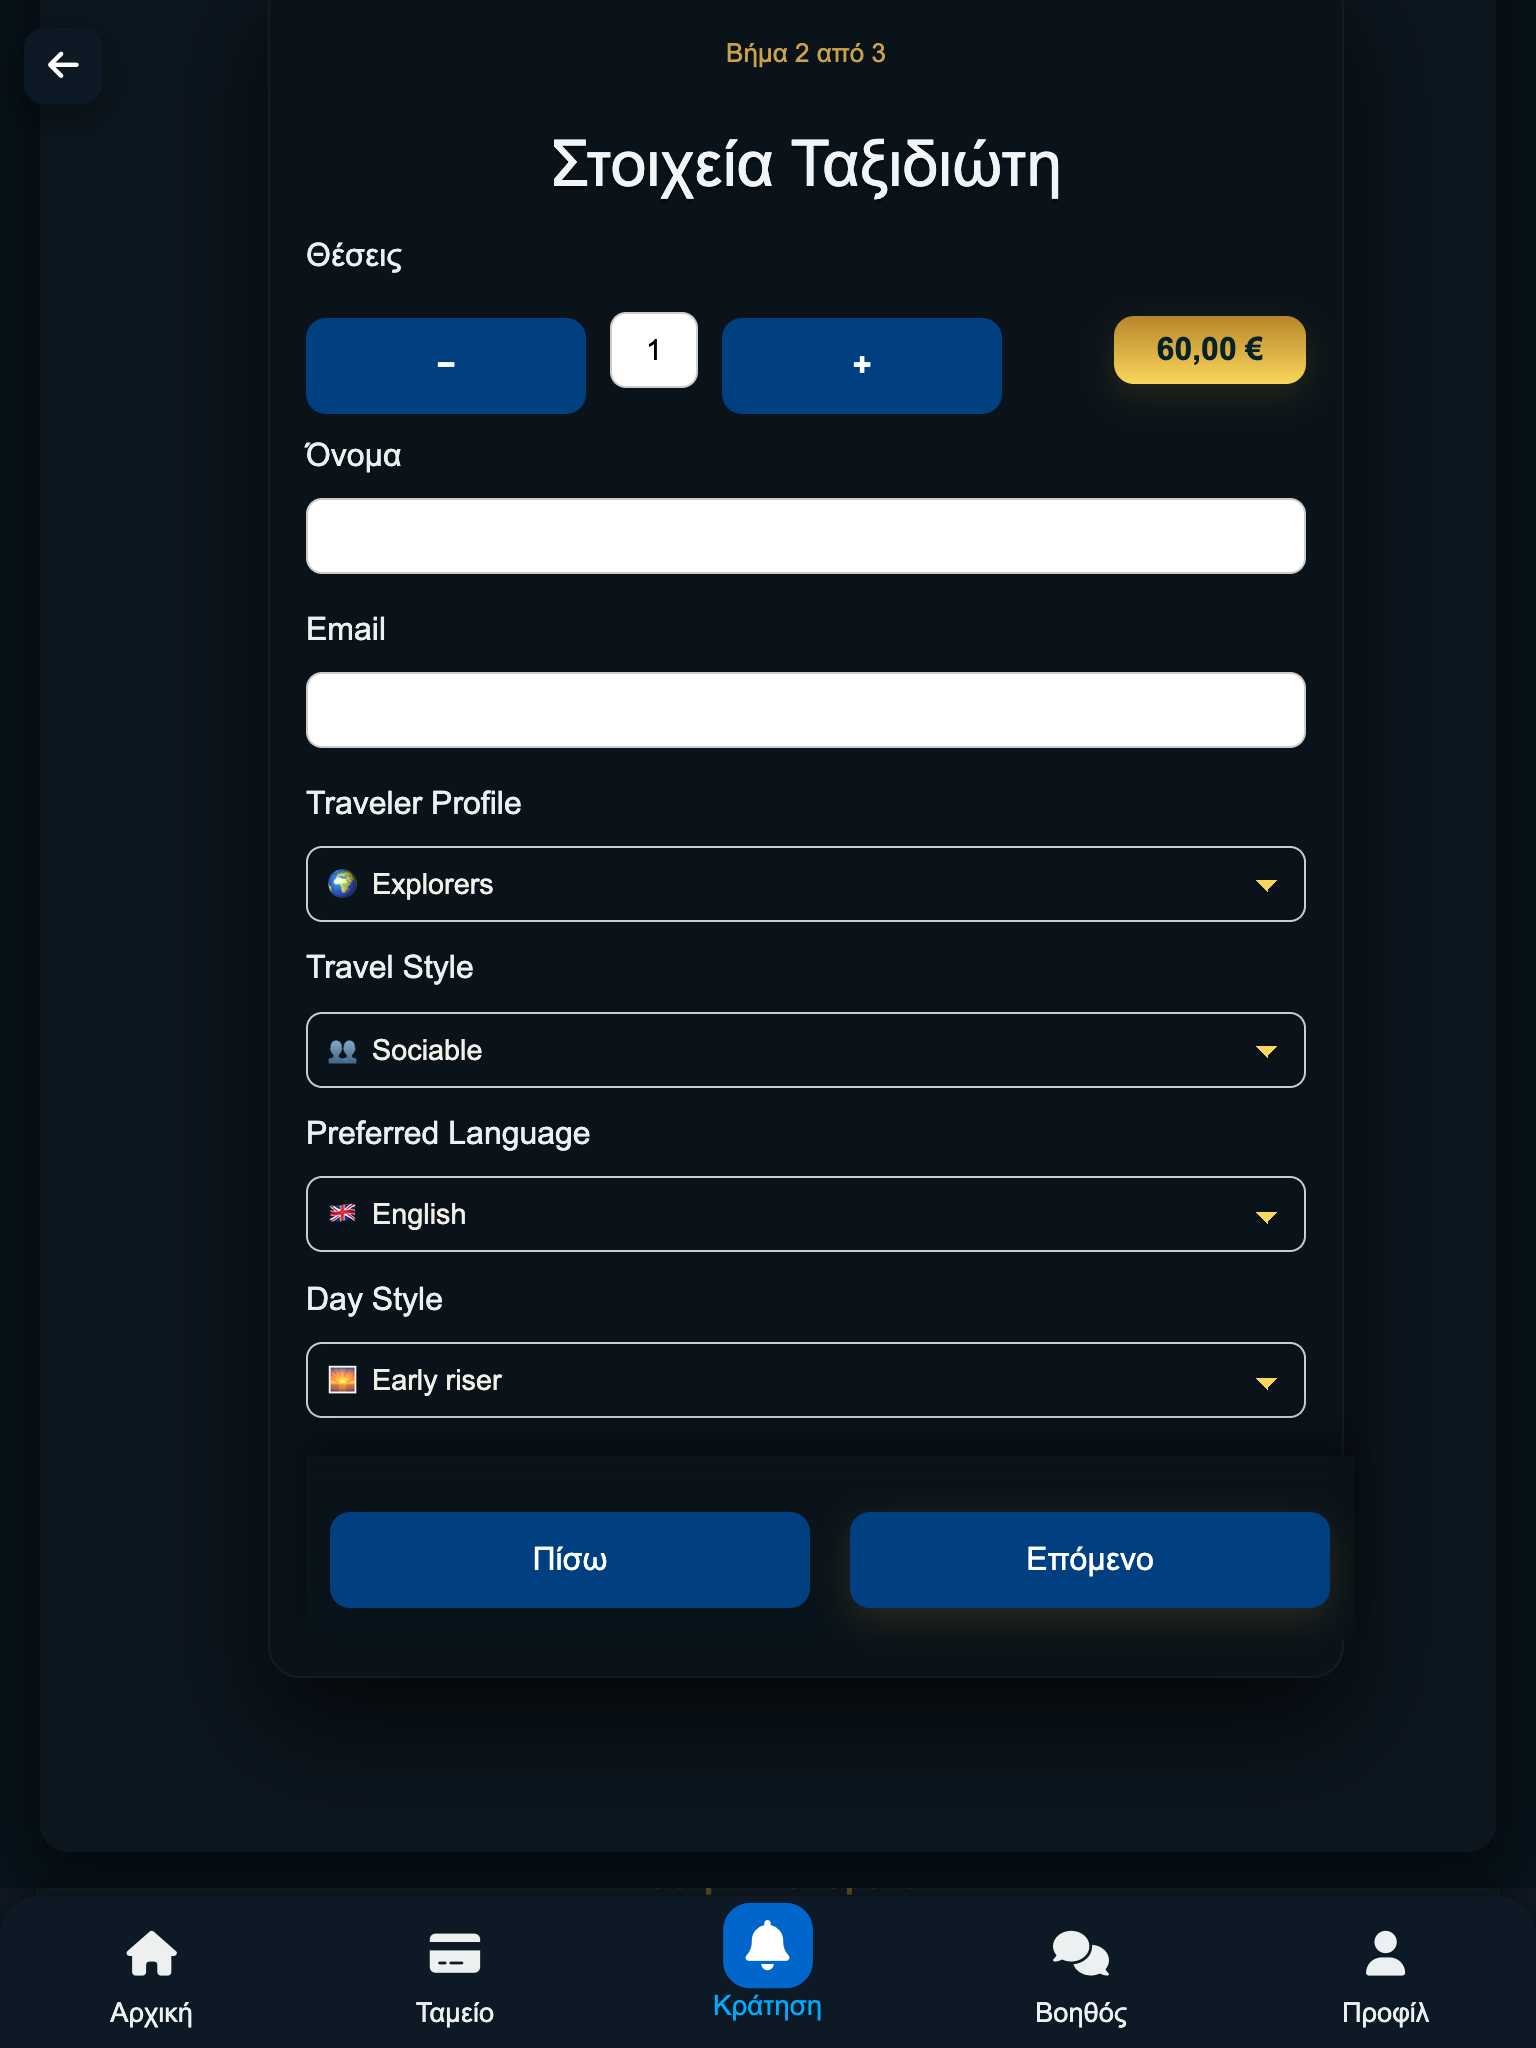 Βήμα 2 από 3
Στοιχεία Ταξιδιώτη
Θέσεις
− 1 + 60,00 €
Όνομα
Email
Traveler Profile
Explorers
Travel Style
Sociable
Preferred Language
English
Day Style
Early riser
Πίσω Επόμενο
Αρχική Ταμείο Κράτηση Βοηθός Προφίλ